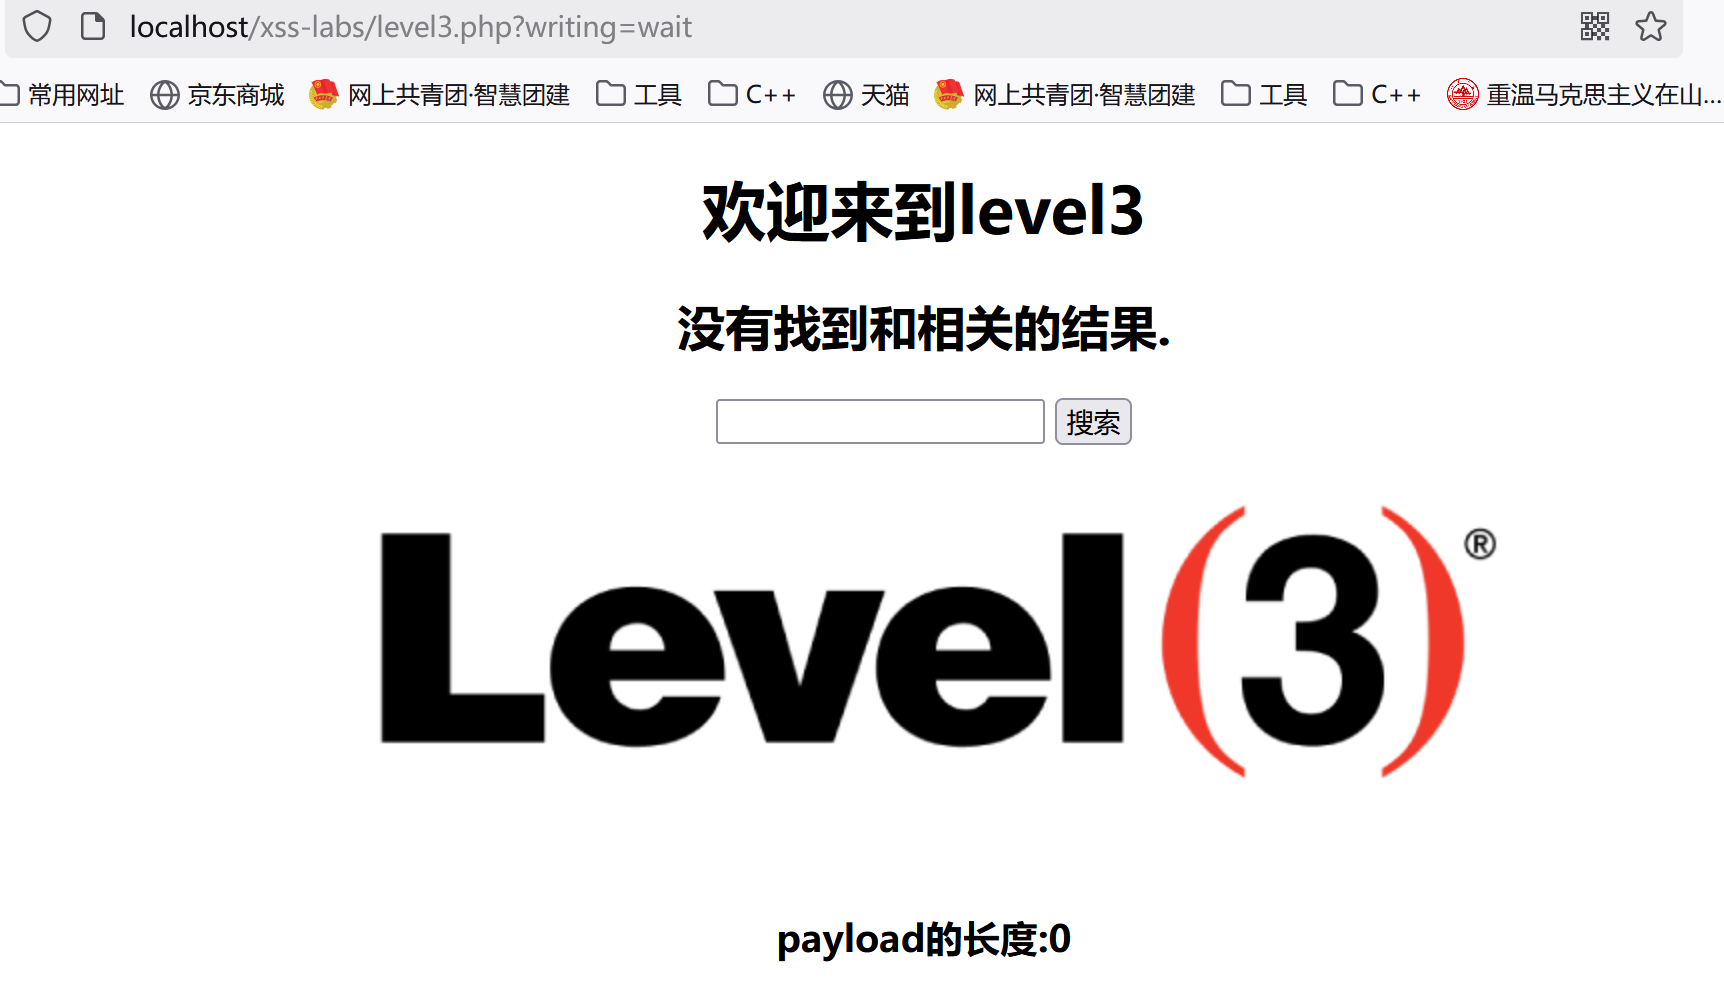 localhost/xss-labs/level3.php?writing=wait
常用网址 京东商城 网上共青团·智慧团建 工具 C++ 天猫 网上共青团·智慧团建 工具 C++ 重温马克思主义在山...
欢迎来到level3
没有找到和相关的结果.
搜索
Level(3)®
payload的长度:0